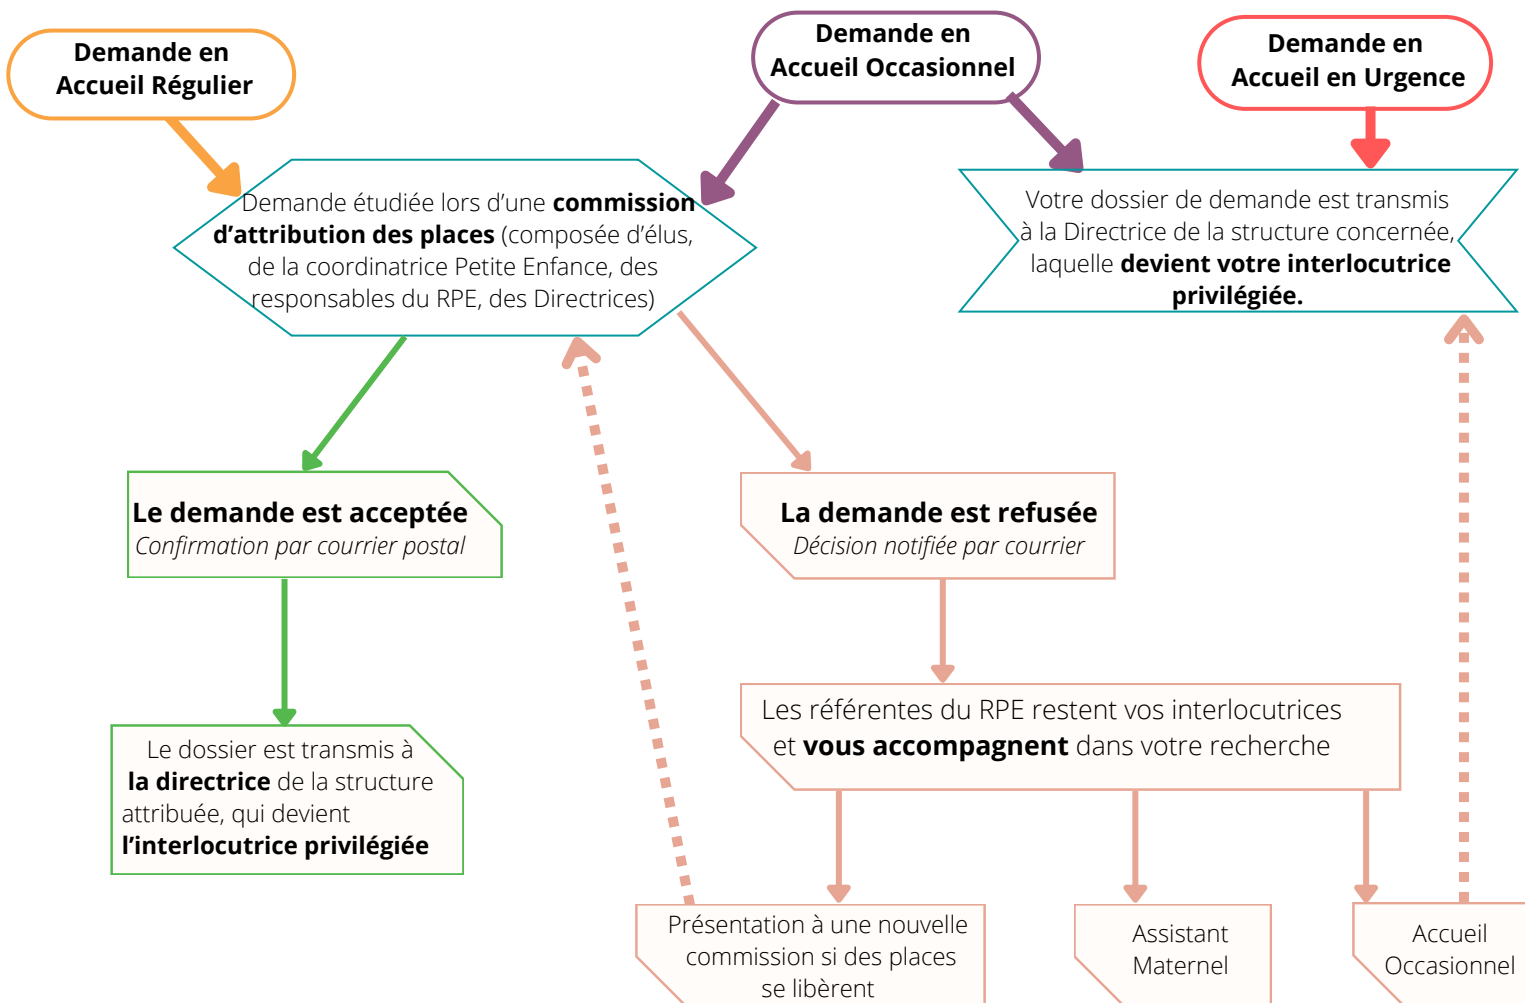 Demande en
Accueil Régulier
Demande en
Accueil Occasionnel
Demande en
Accueil en Urgence
Demande étudiée lors d’une commission
d’attribution des places (composée d’élus,
de la coordinatrice Petite Enfance, des
responsables du RPE, des Directrices)
Votre dossier de demande est transmis
à la Directrice de la structure concernée,
laquelle devient votre interlocutrice
privilégiée.
Le demande est acceptée
Confirmation par courrier postal
La demande est refusée
Décision notifiée par courrier
Le dossier est transmis à
la directrice de la structure
attribuée, qui devient
l’interlocutrice privilégiée
Les référentes du RPE restent vos interlocutrices
et vous accompagnent dans votre recherche
Présentation à une nouvelle
commission si des places
se libèrent
Assistant
Maternel
Accueil
Occasionnel